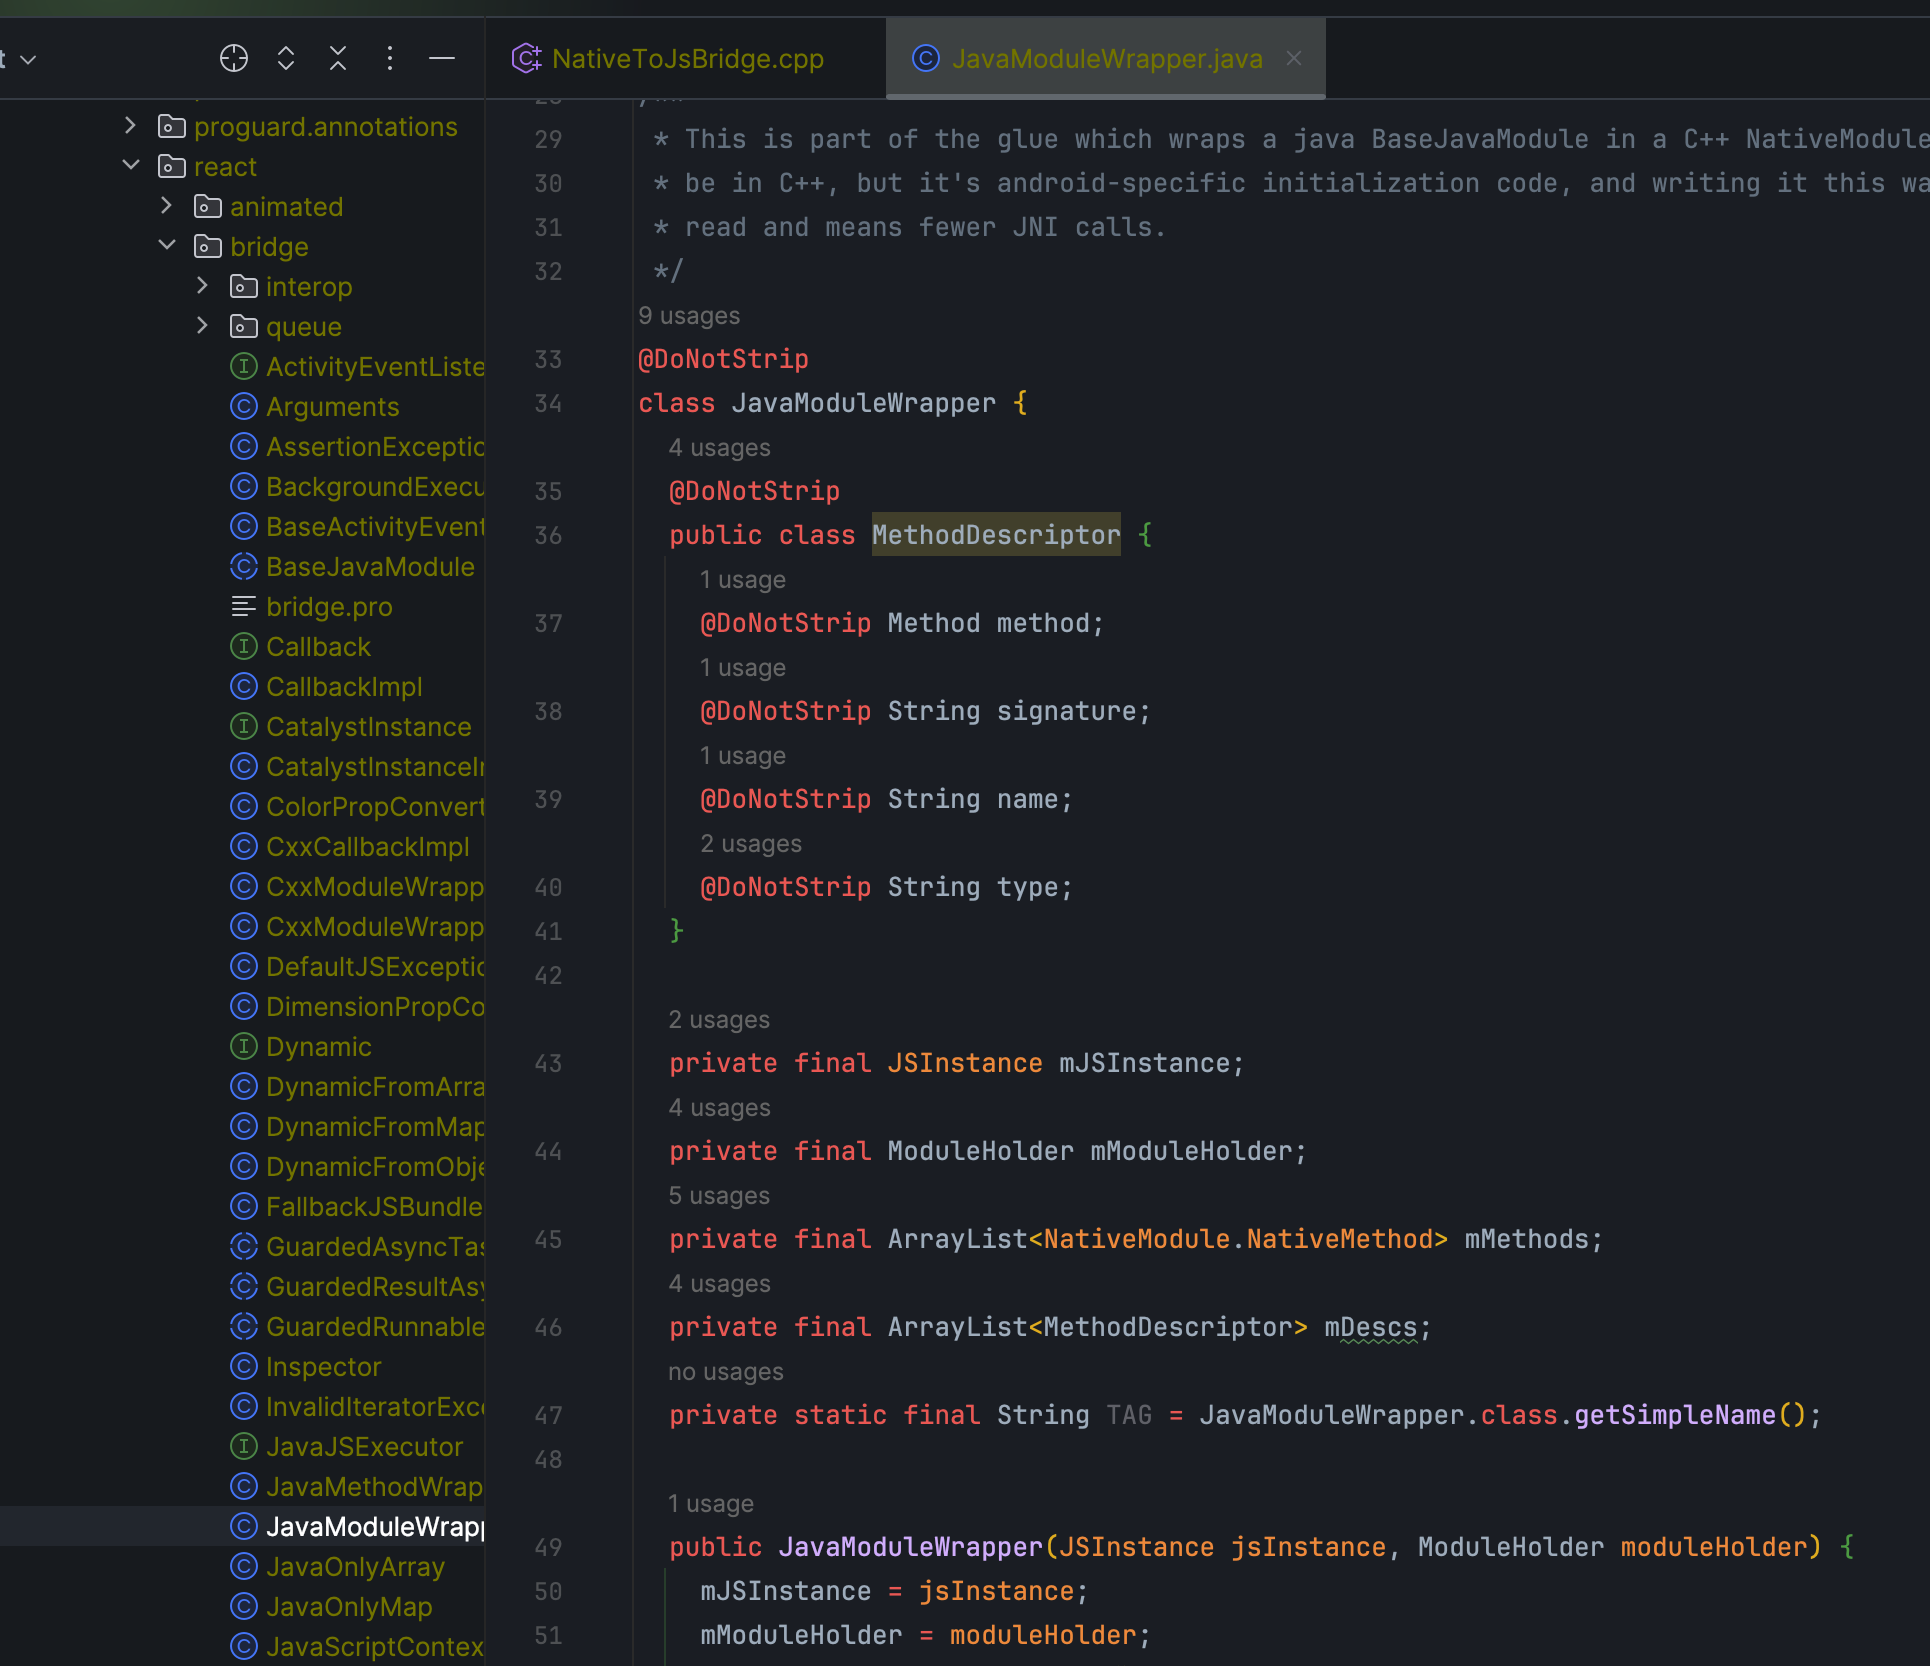 NativeToJsBridge.cpp
JavaModuleWrapper.java
proguard.annotations
react
animated
bridge
interop
queue
ActivityEventListe
Arguments
AssertionExceptic
BackgroundExecu
BaseActivityEvent
BaseJavaModule
bridge.pro
Callback
CallbackImpl
CatalystInstance
CatalystInstanceI
ColorPropConvert
CxxCallbackImpl
CxxModuleWrapp
CxxModuleWrapp
DefaultJSExceptic
DimensionPropCo
Dynamic
DynamicFromArra
DynamicFromMap
DynamicFromObje
FallbackJSBundle
GuardedAsyncTas
GuardedResultAsy
GuardedRunnable
Inspector
InvalidIteratorExce
JavaJSExecutor
JavaMethodWrap
JavaModuleWrapp
JavaOnlyArray
JavaOnlyMap
JavaScriptContex
29 * This is part of the glue which wraps a java BaseJavaModule in a C++ NativeModule
30 * be in C++, but it's android-specific initialization code, and writing it this wa
31 * read and means fewer JNI calls.
32 */
9 usages
33 @DoNotStrip
34 class JavaModuleWrapper {
4 usages
35 @DoNotStrip
36 public class MethodDescriptor {
1 usage
37 @DoNotStrip Method method;
1 usage
38 @DoNotStrip String signature;
1 usage
39 @DoNotStrip String name;
2 usages
40 @DoNotStrip String type;
41 }
42
2 usages
43 private final JSInstance mJSInstance;
4 usages
44 private final ModuleHolder mModuleHolder;
5 usages
45 private final ArrayList<NativeModule.NativeMethod> mMethods;
4 usages
46 private final ArrayList<MethodDescriptor> mDescs;
no usages
47 private static final String TAG = JavaModuleWrapper.class.getSimpleName();
48
1 usage
49 public JavaModuleWrapper(JSInstance jsInstance, ModuleHolder moduleHolder) {
50 mJSInstance = jsInstance;
51 mModuleHolder = moduleHolder;